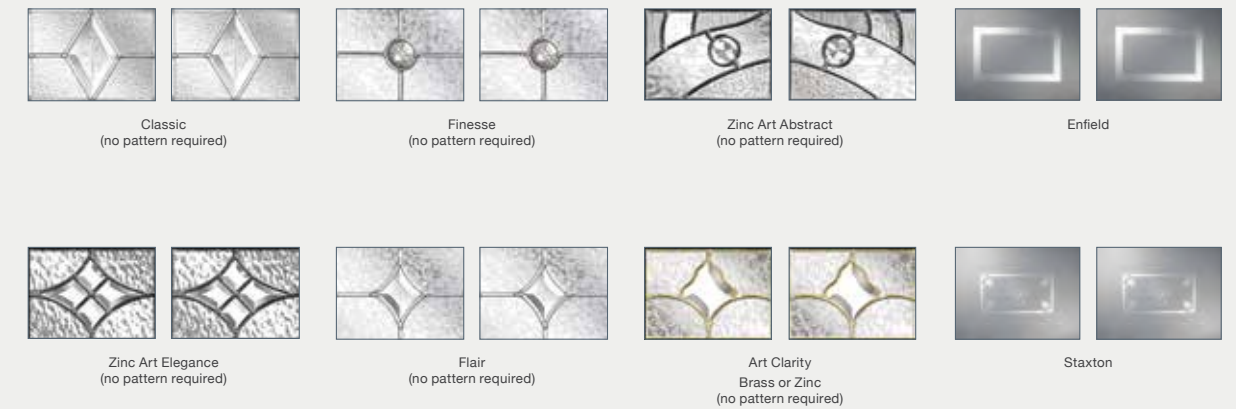 Classic
(no pattern required)
Finesse
(no pattern required)
Zinc Art Abstract
(no pattern required)
Enfield
Zinc Art Elegance
(no pattern required)
Flair
(no pattern required)
Art Clarity
Brass or Zinc
(no pattern required)
Staxton